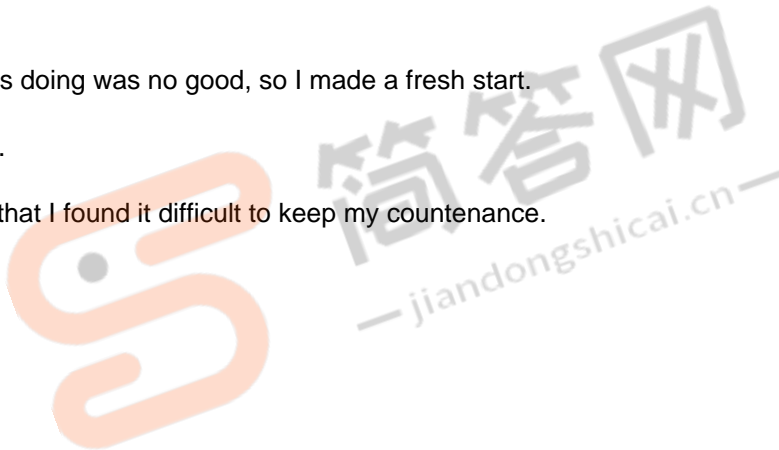 s doing was no good, so I made a fresh start.
.
that I found it difficult to keep my countenance.
简答网
jiandongshicai.cn